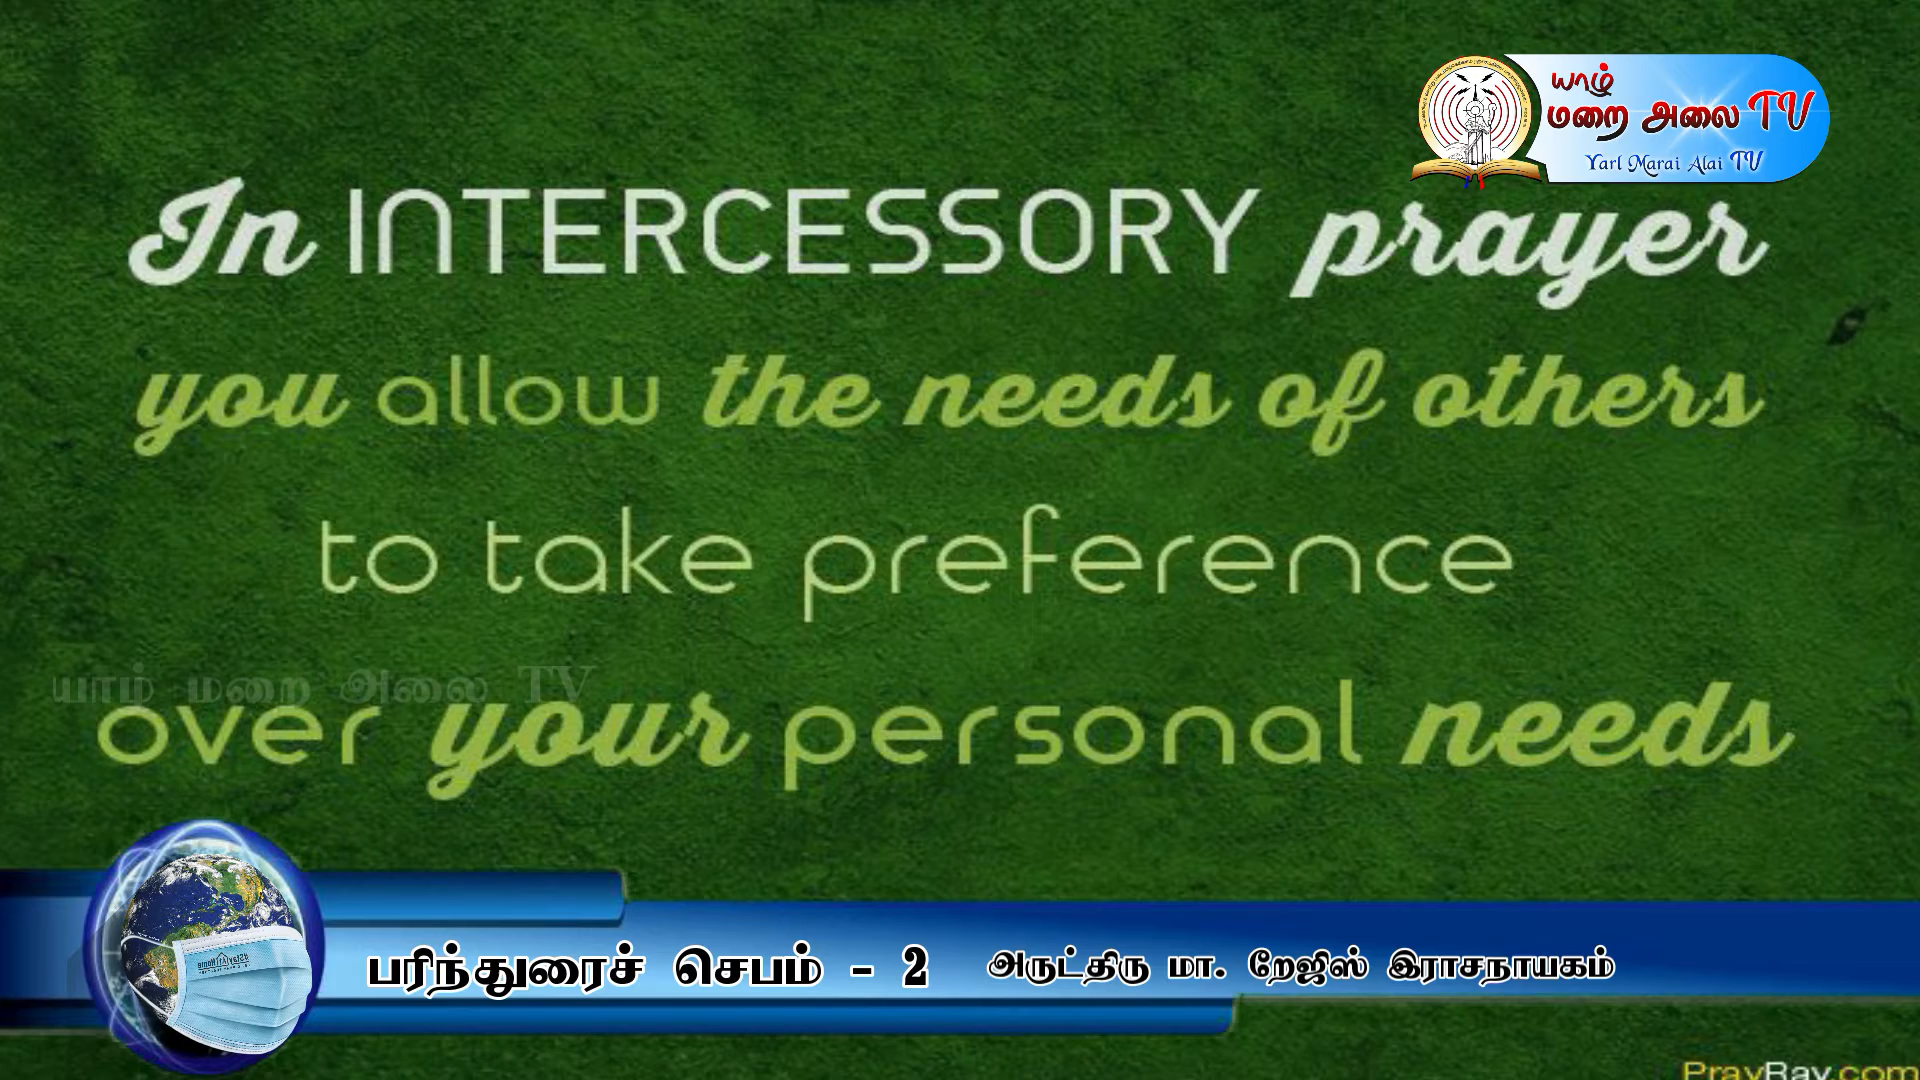 யாழ்
மறை அலை TV
Yarl Marai Alai TV
In INTERCESSORY prayer
you allow the needs of others
to take preference
யாழ் மறை அலை TV
over your personal needs
பரிந்துரைச் செபம் - 2 அருட்திரு மா. றேஜிஸ் இராசநாயகம்
PrayRay.com